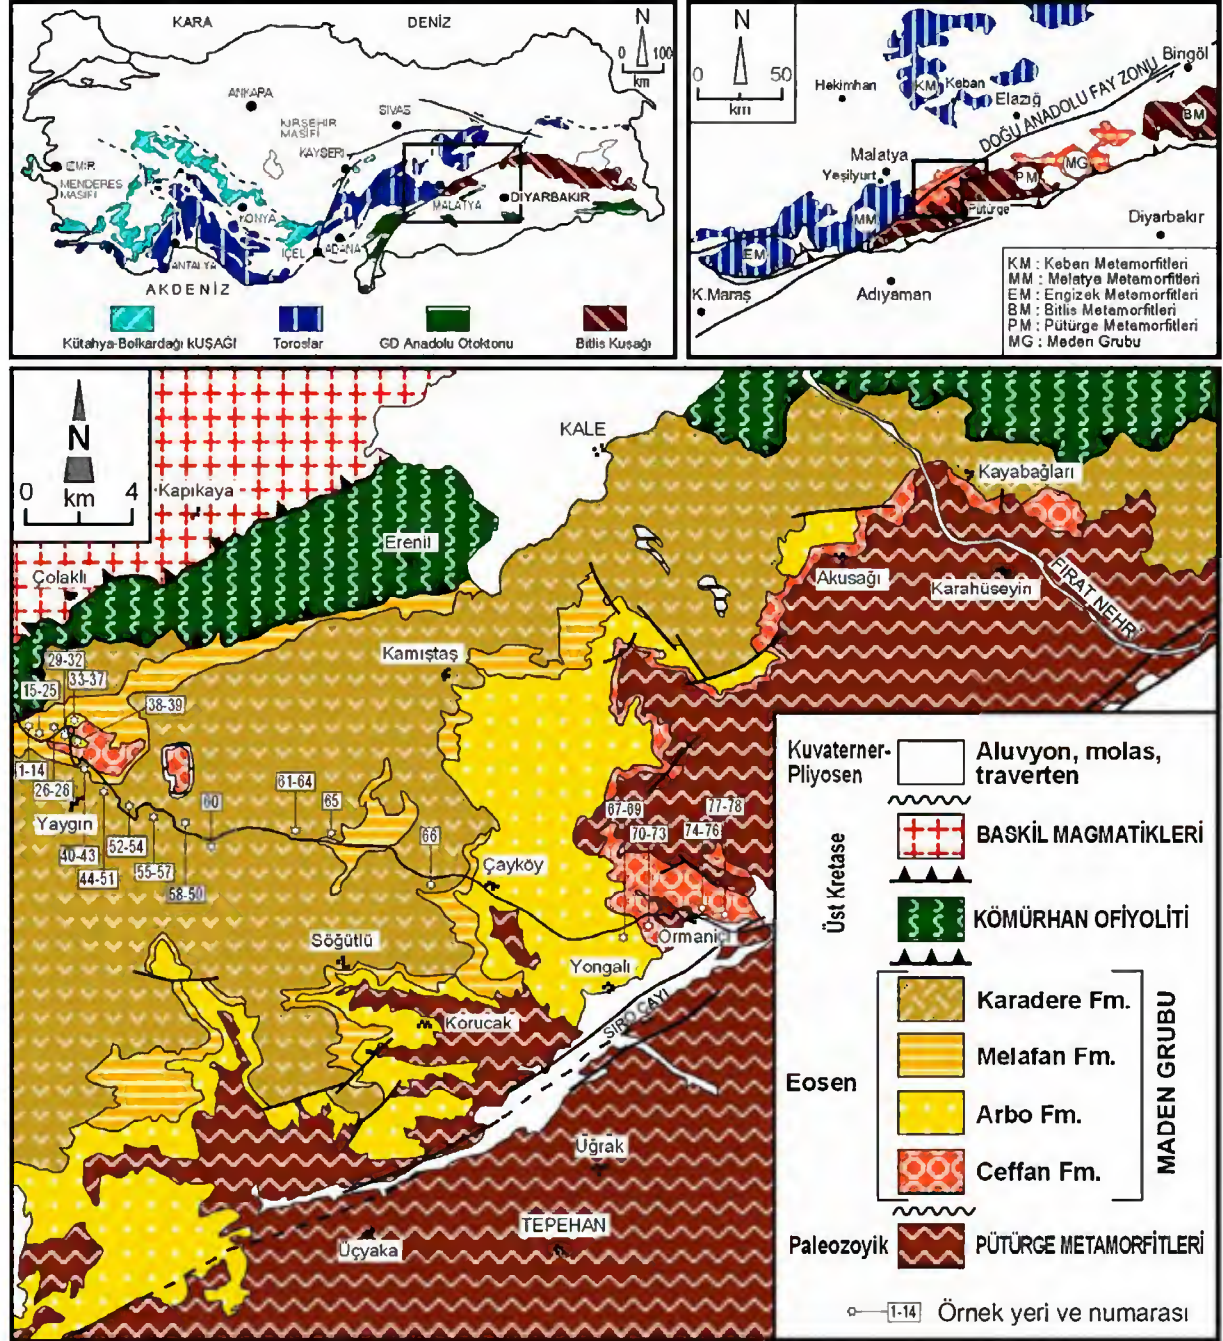 KARA DENİZ
N
0 100
km
ANKARA
SIVAS
KIRŞEHİR
MASİFİ
KAYSERİ
İZMİR
MENDERES
MASİFİ
KONYA
MALATYA
DİYARBAKIR
İÇEL
ADANA
ANTALYA
AKDENİZ
Kütahya-Bolkardağı kUŞAĞI
Toroslar
GD Anadolu Otoktonu
Bitlis Kuşağı
N
0 50
km
Hekimhan
KM
Keban
Elazığ
Bingöl
DOĞU ANADOLU FAY ZONU
BM
Malatya
Yeşilyurt
MG
PM
Pütürge
MM
EM
Diyarbakır
K.Maraş
Adıyaman
KM : Keban Metamorfitleri
MM : Malatya Metamorfitleri
EM : Engizek Metamorfitleri
BM : Bitlis Metamorfitleri
PM : Pütürge Metamorfitleri
MG : Maden Grubu
N
0 km 4
KALE
Kapıkaya
Kayabağları
Erenli
Çolaklı
Akusağı
Karahüseyin
FIRAT NEHRİ
29-32
33-37
15-25
38-39
Kamıştaş
1-14
26-28
Yaygın
40-43
44-51
52-54
55-57
58-50
60
61-64
65
66
67-69
70-73
74-76
77-78
Çayköy
Ormaniçi
Söğütlü
Yongalı
SİRO ÇAYI
Korucak
Uğrak
TEPEHAN
Üçyaka
Kuvaterner-
Pliyosen
Aluvyon, molas,
traverten
Üst Kretase
BASKİL MAGMATİKLERİ
KÖMÜRHAN OFİYOLİTİ
Eosen
Karadere Fm.
Melafan Fm.
Arbo Fm.
Ceffan Fm.
MADEN GRUBU
Paleozoyik
PÜTÜRGE METAMORFİTLERİ
1-14
Örnek yeri ve numarası